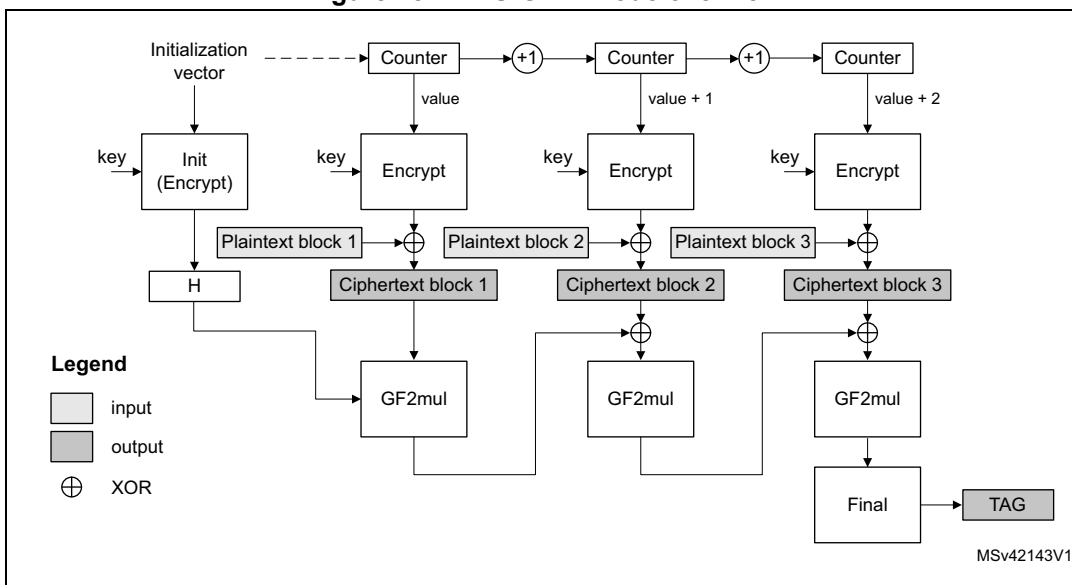 Initialization
vector
Counter
+1
Counter
+1
Counter
value
value + 1
value + 2
key
Init
(Encrypt)
key
Encrypt
key
Encrypt
key
Encrypt
Plaintext block 1
Plaintext block 2
Plaintext block 3
H
Ciphertext block 1
Ciphertext block 2
Ciphertext block 3
Legend
input
output
XOR
GF2mul
GF2mul
GF2mul
Final
TAG
MSv42143V1